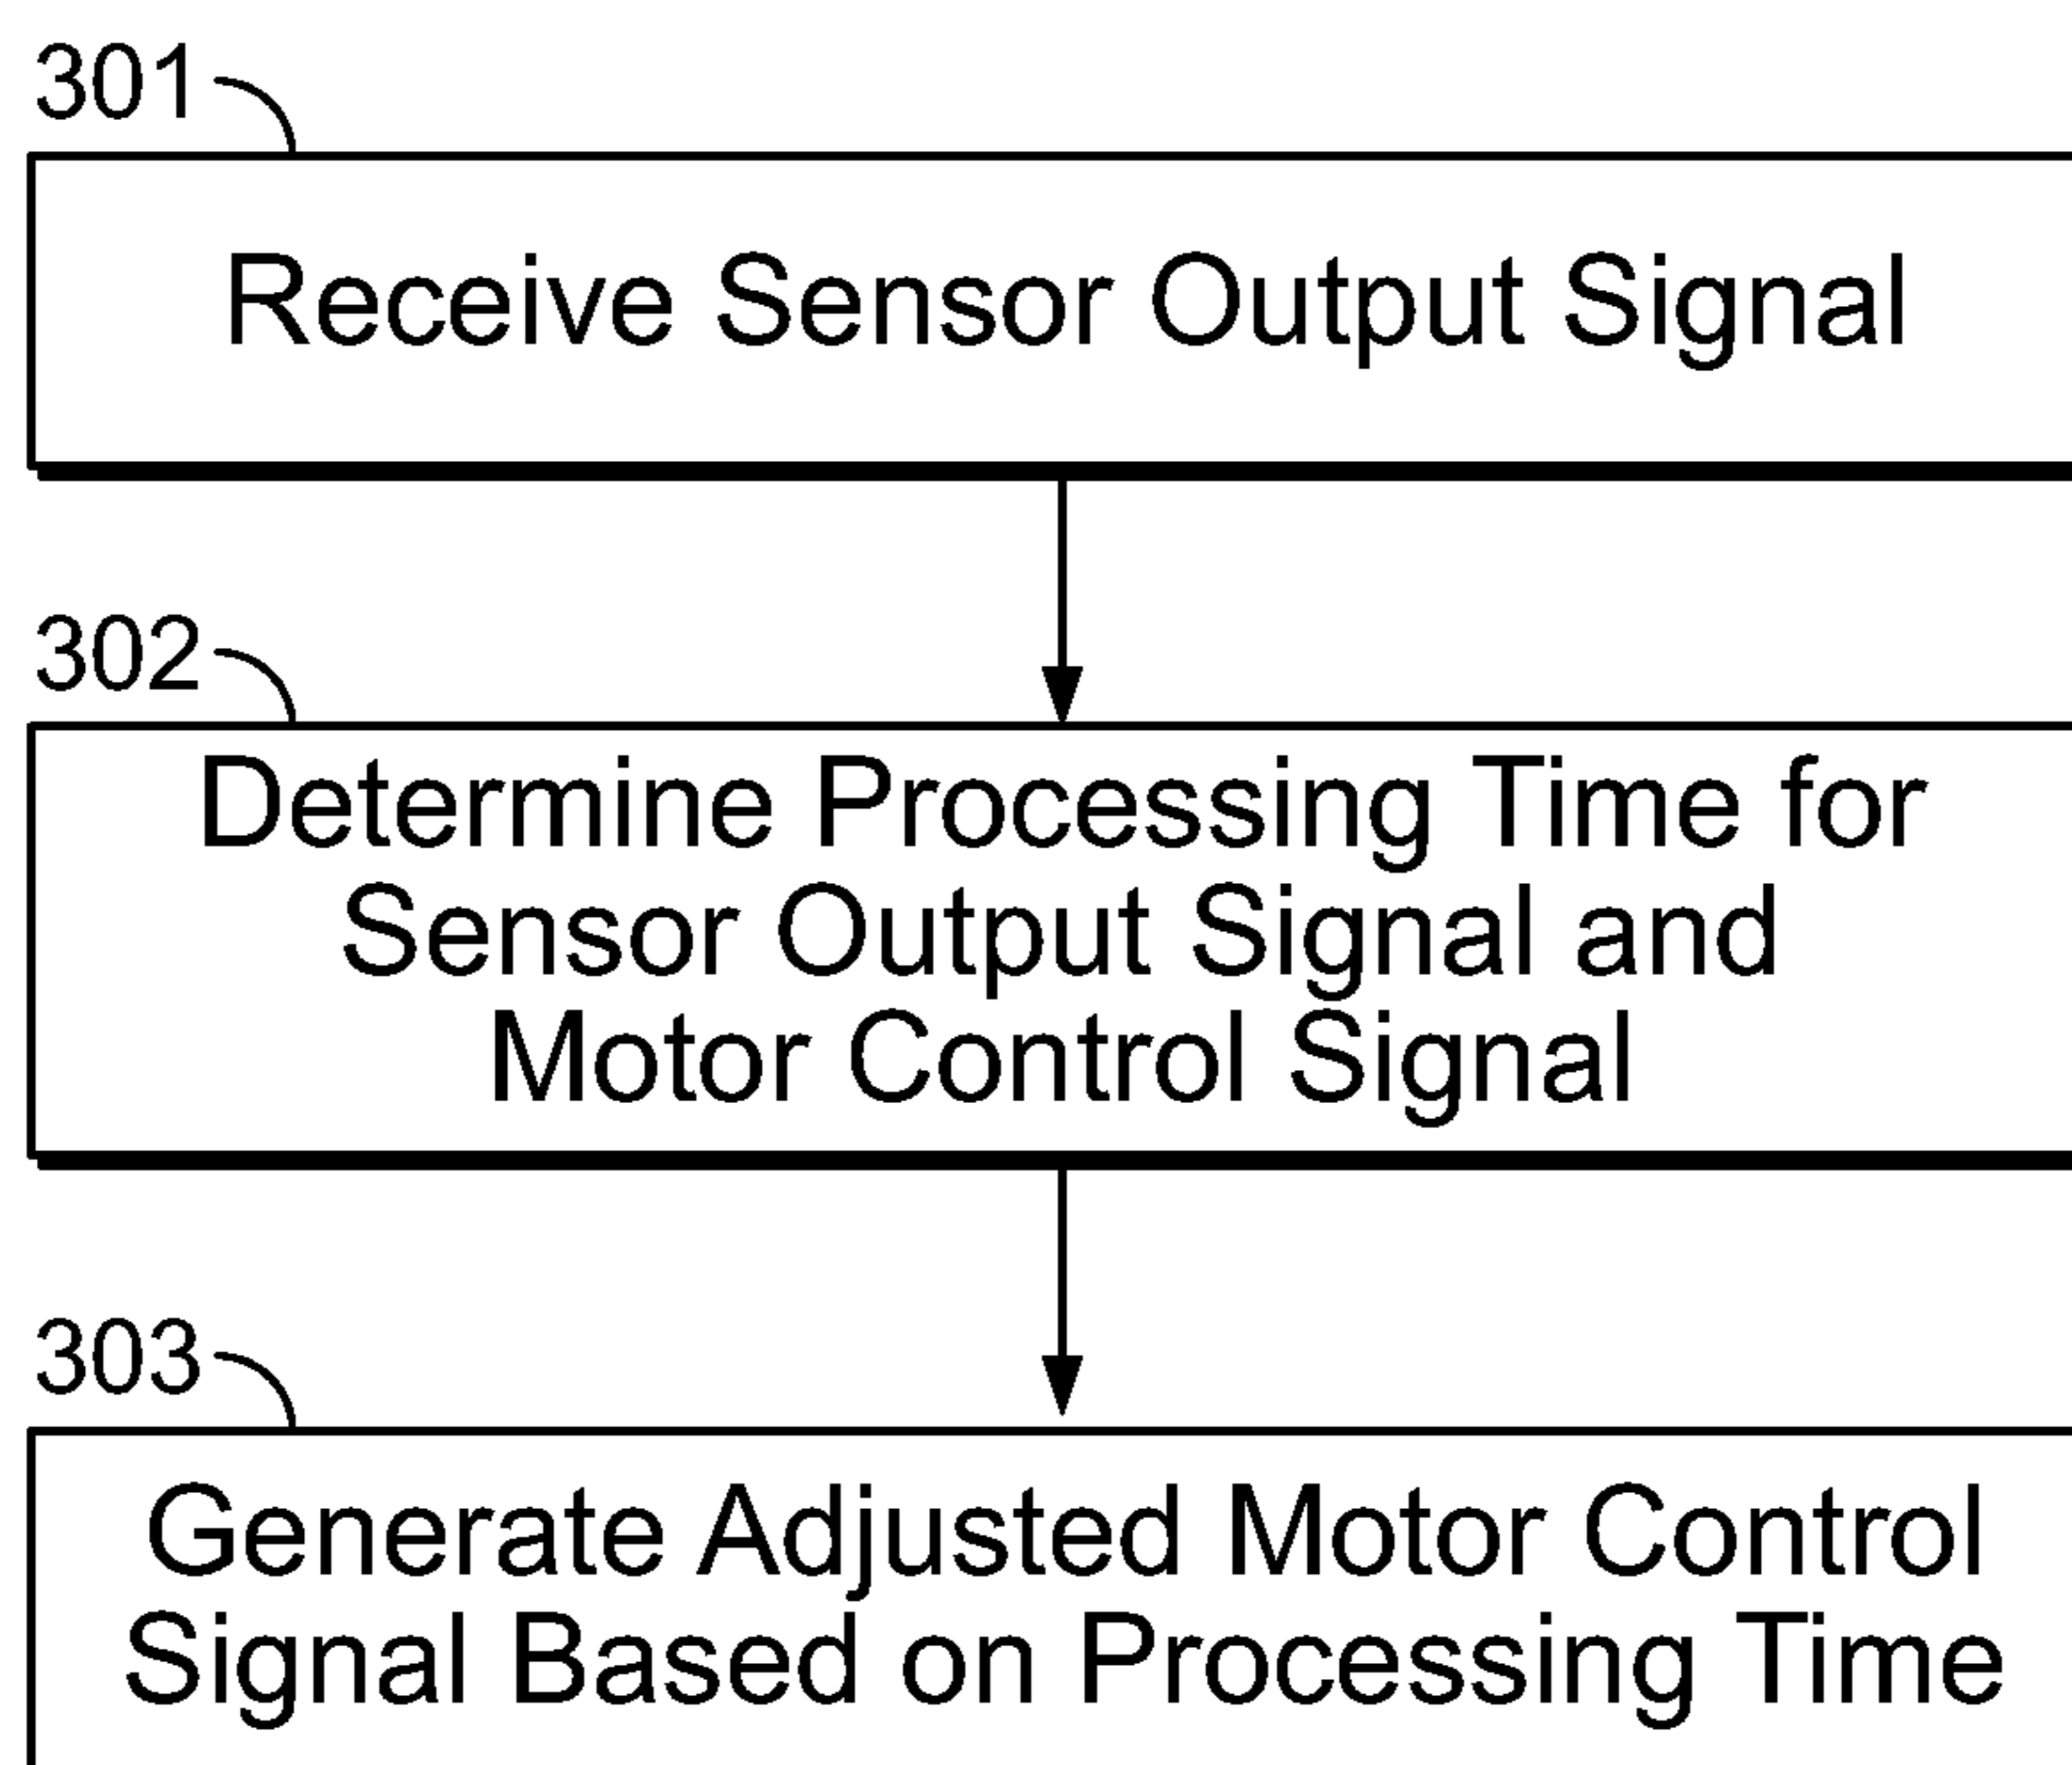 301
Receive Sensor Output Signal
302
Determine Processing Time for
Sensor Output Signal and
Motor Control Signal
303
Generate Adjusted Motor Control
Signal Based on Processing Time